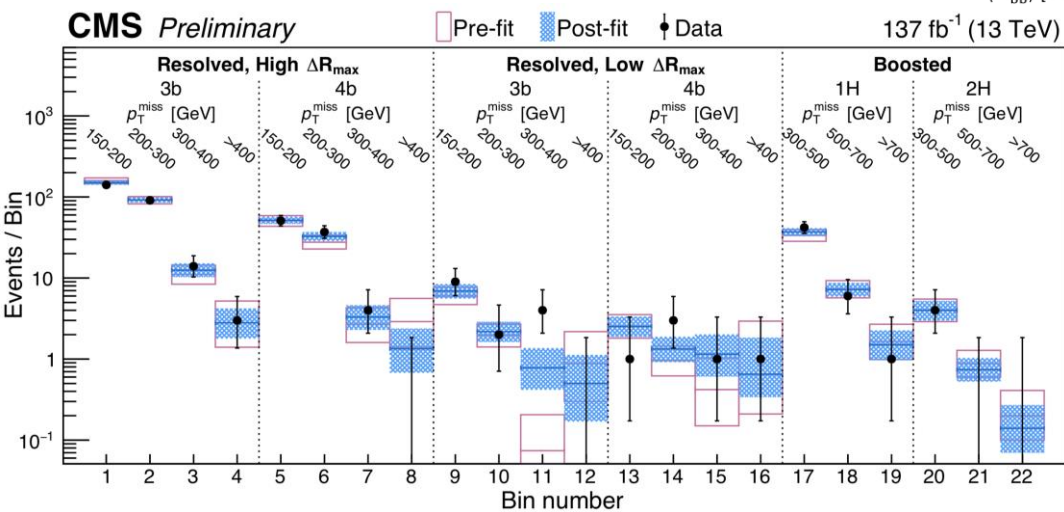 CMS Preliminary Pre-fit Post-fit Data 137 fb⁻¹ (13 TeV)
Resolved, High ΔRmax Resolved, Low ΔRmax Boosted
3b 4b 3b 4b 1H 2H
pTmiss [GeV] pTmiss [GeV] pTmiss [GeV] pTmiss [GeV] pTmiss [GeV] pTmiss [GeV]
150-200 200-300 300-400 >400 150-200 200-300 300-400 >400 150-200 200-300 300-400 >400 150-200 200-300 300-400 >400 300-500 500-700 >700 300-500 500-700 >700
Events / Bin
10³
10²
10
1
10⁻¹
1 2 3 4 5 6 7 8 9 10 11 12 13 14 15 16 17 18 19 20 21 22
Bin number